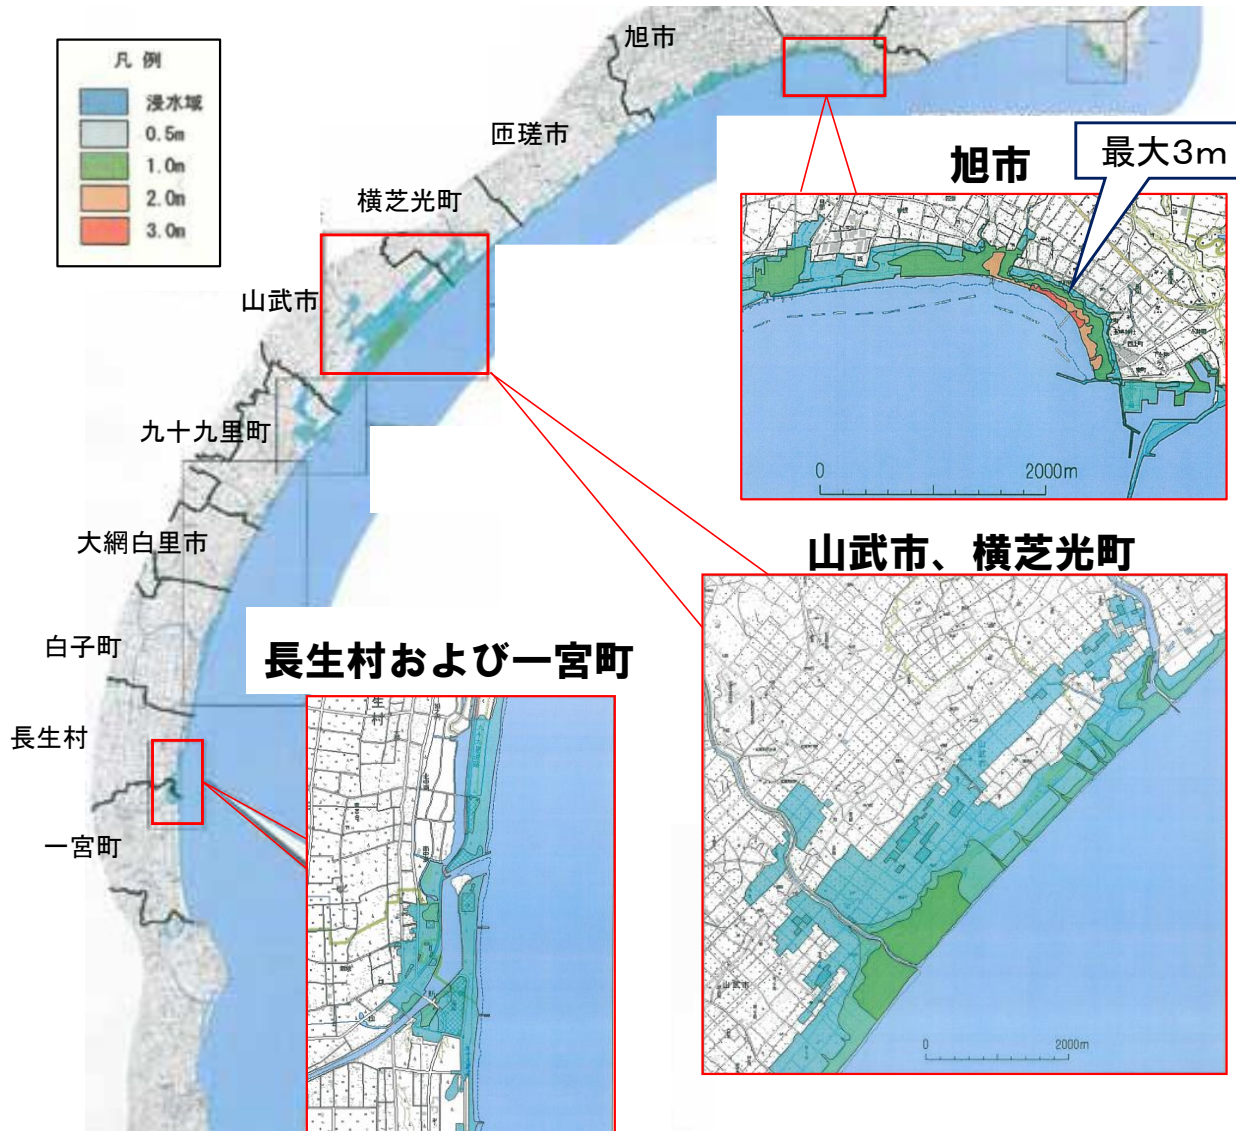 凡 例
浸水域
0.5m
1.0m
2.0m
3.0m
旭市
匝瑳市
横芝光町
山武市
九十九里町
大網白里市
白子町
長生村
一宮町
旭市
最大3m
0 2000m
山武市、横芝光町
山武市
0 2000m
長生村および一宮町